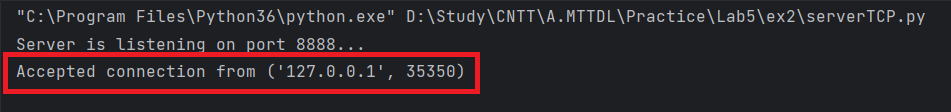 "C:\Program Files\Python36\python.exe" D:\Study\CNTT\A.MTTDL\Practice\Lab5\ex2\serverTCP.py
Server is listening on port 8888...
Accepted connection from ('127.0.0.1', 35350)